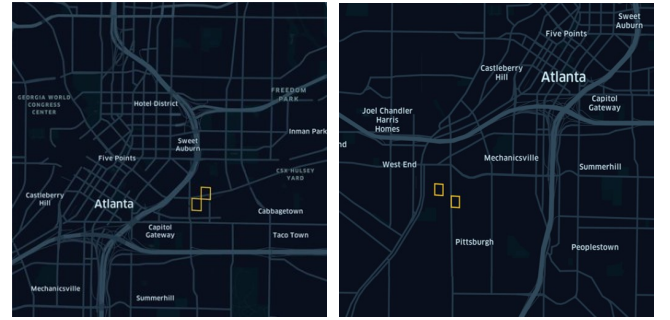 FREEDOM
PARK
GEORGIA WORLD
CONGRESS
CENTER
Hotel District
Inman Park
Sweet
Auburn
Five Points
CSX HULSEY
YARD
Castleberry
Hill
Atlanta
Cabbagetown
Capitol
Gateway
Taco Town
Mechanicsville
Summerhill
Sweet
Auburn
Five Points
Castleberry
Hill
Atlanta
Capitol
Gateway
Joel Chandler
Harris
Homes
nd
West End
Mechanicsville
Summerhill
Pittsburgh
Peoplestown